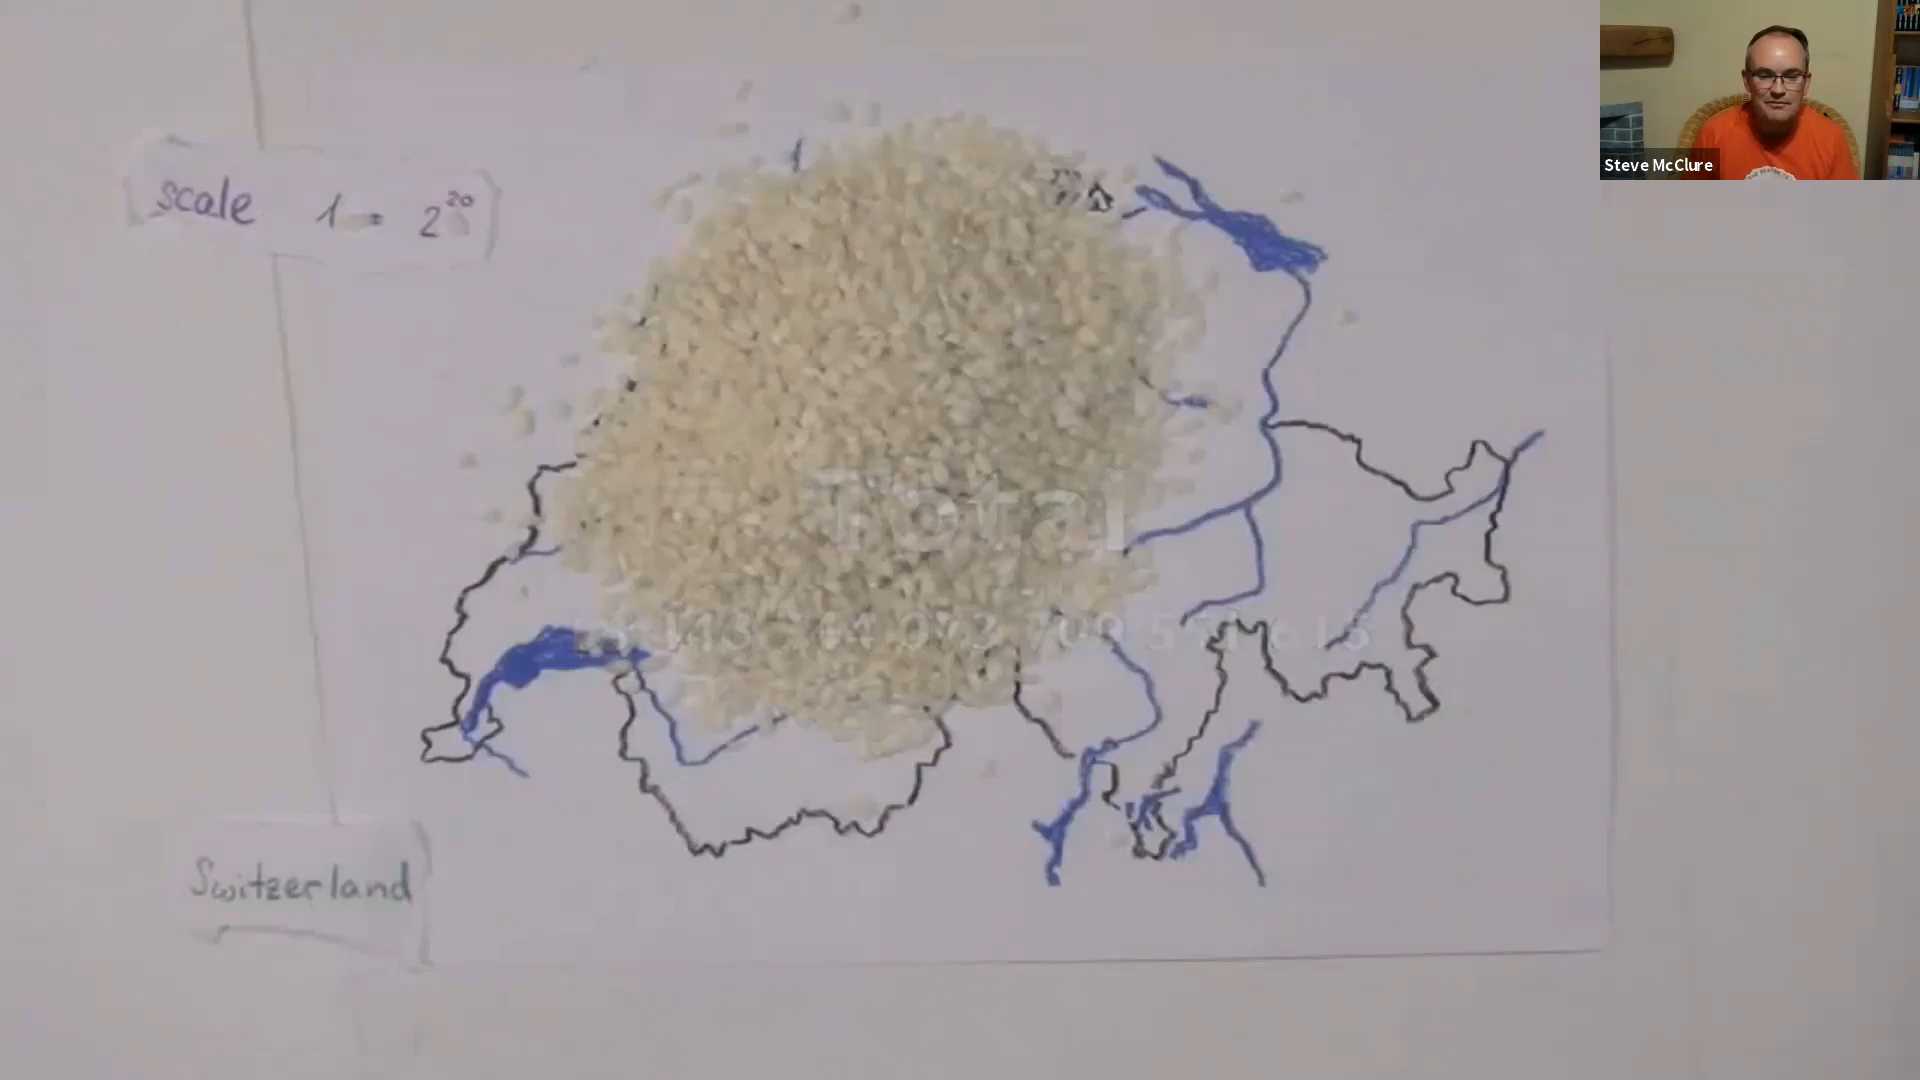 scale 1 = 2²⁰
Steve McClure
Total
Switzerland